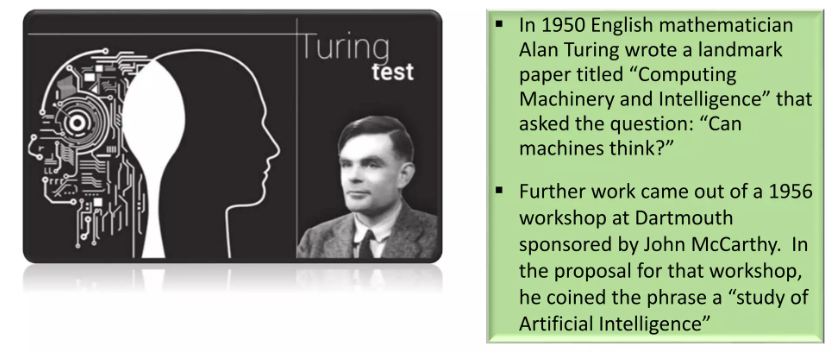 Turing
test
▪ In 1950 English mathematician
Alan Turing wrote a landmark
paper titled “Computing
Machinery and Intelligence” that
asked the question: “Can
machines think?”
▪ Further work came out of a 1956
workshop at Dartmouth
sponsored by John McCarthy.  In
the proposal for that workshop,
he coined the phrase a “study of
Artificial Intelligence”